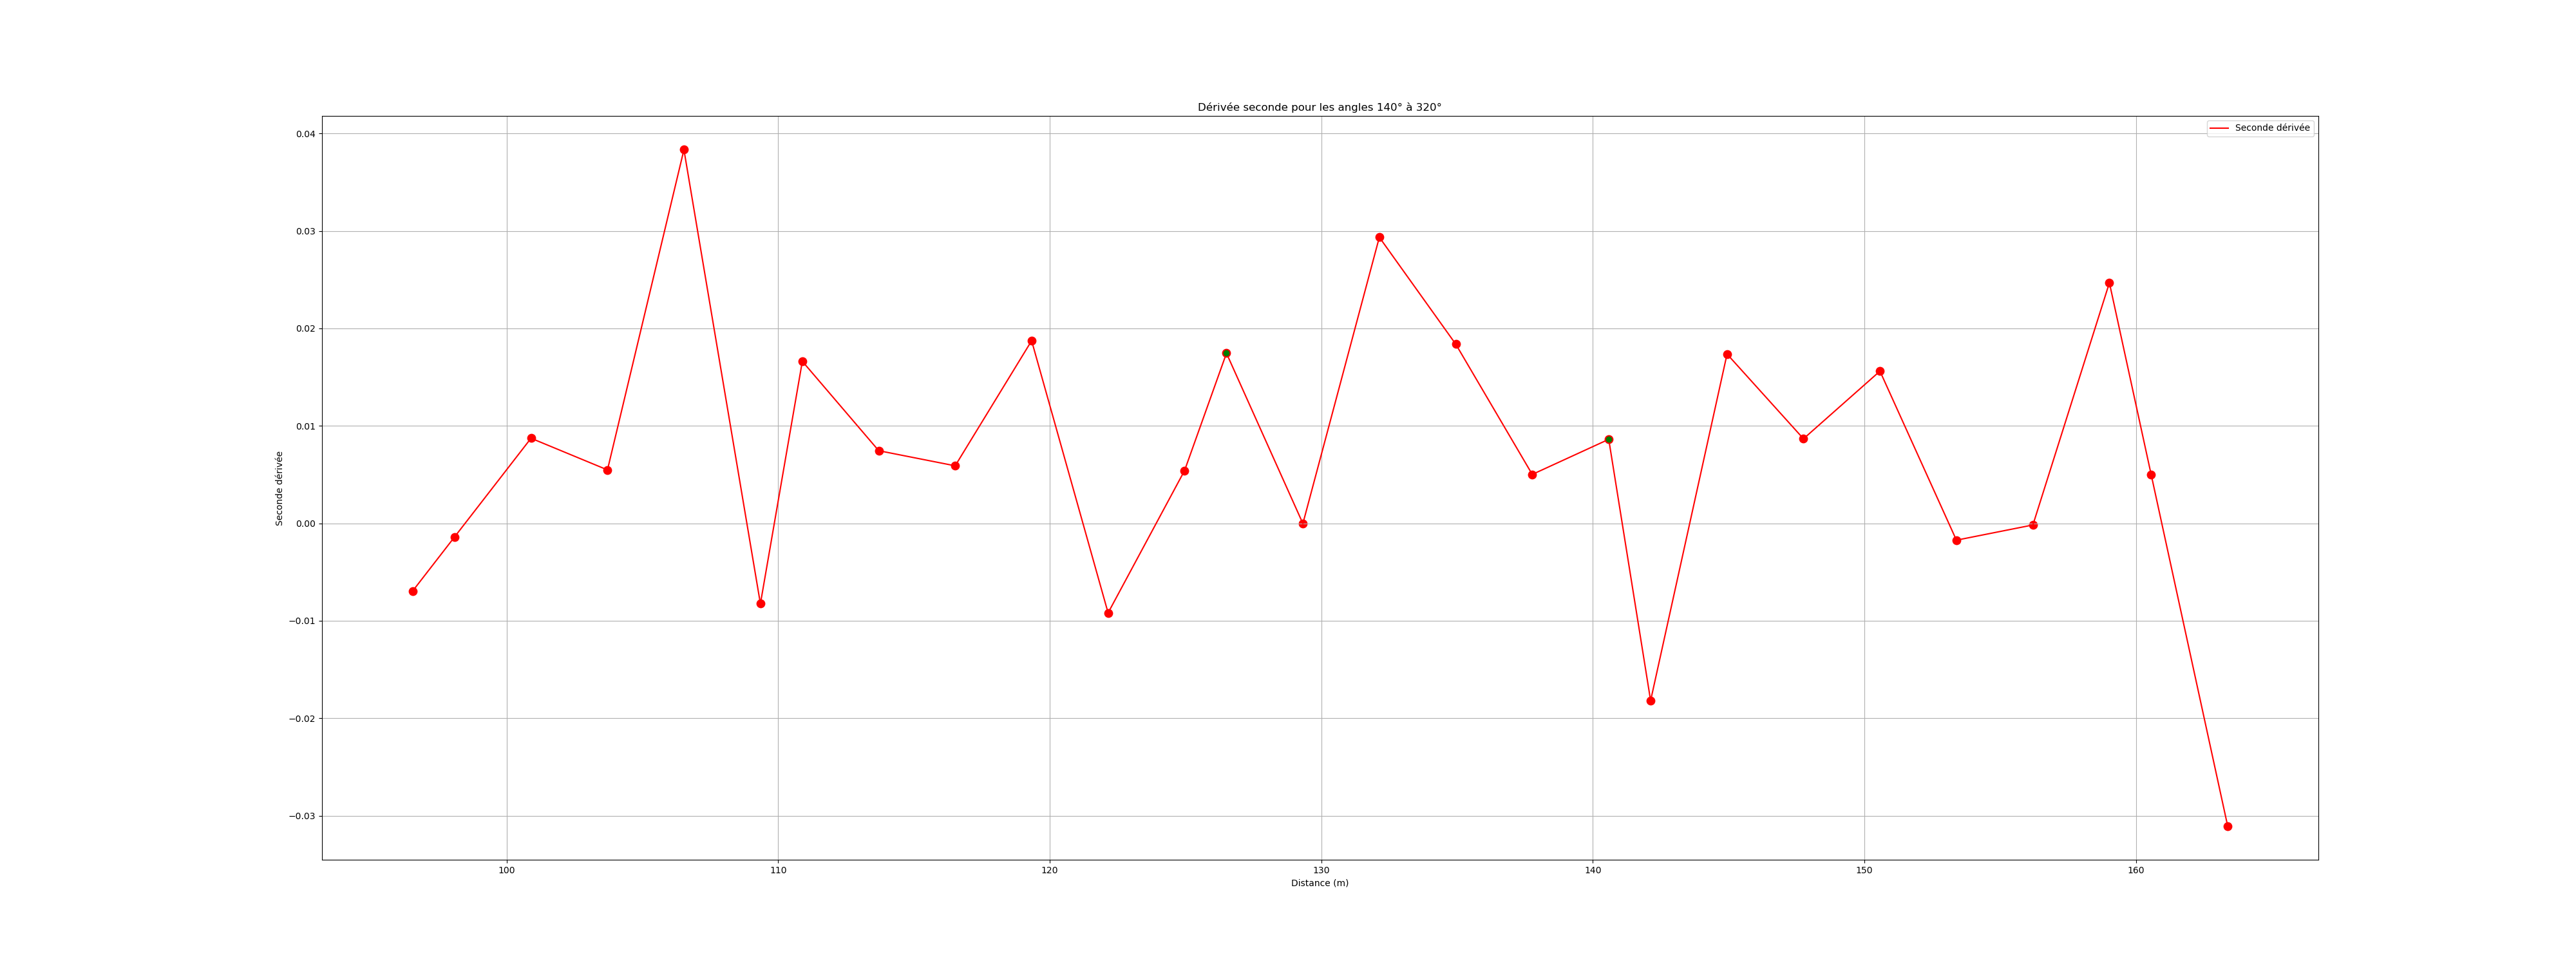 Dérivée seconde pour les angles 140° à 320°
Seconde dérivée
0.04
0.03
0.02
0.01
0.00
−0.01
−0.02
−0.03
Seconde dérivée
100 110 120 130 140 150 160
Distance (m)